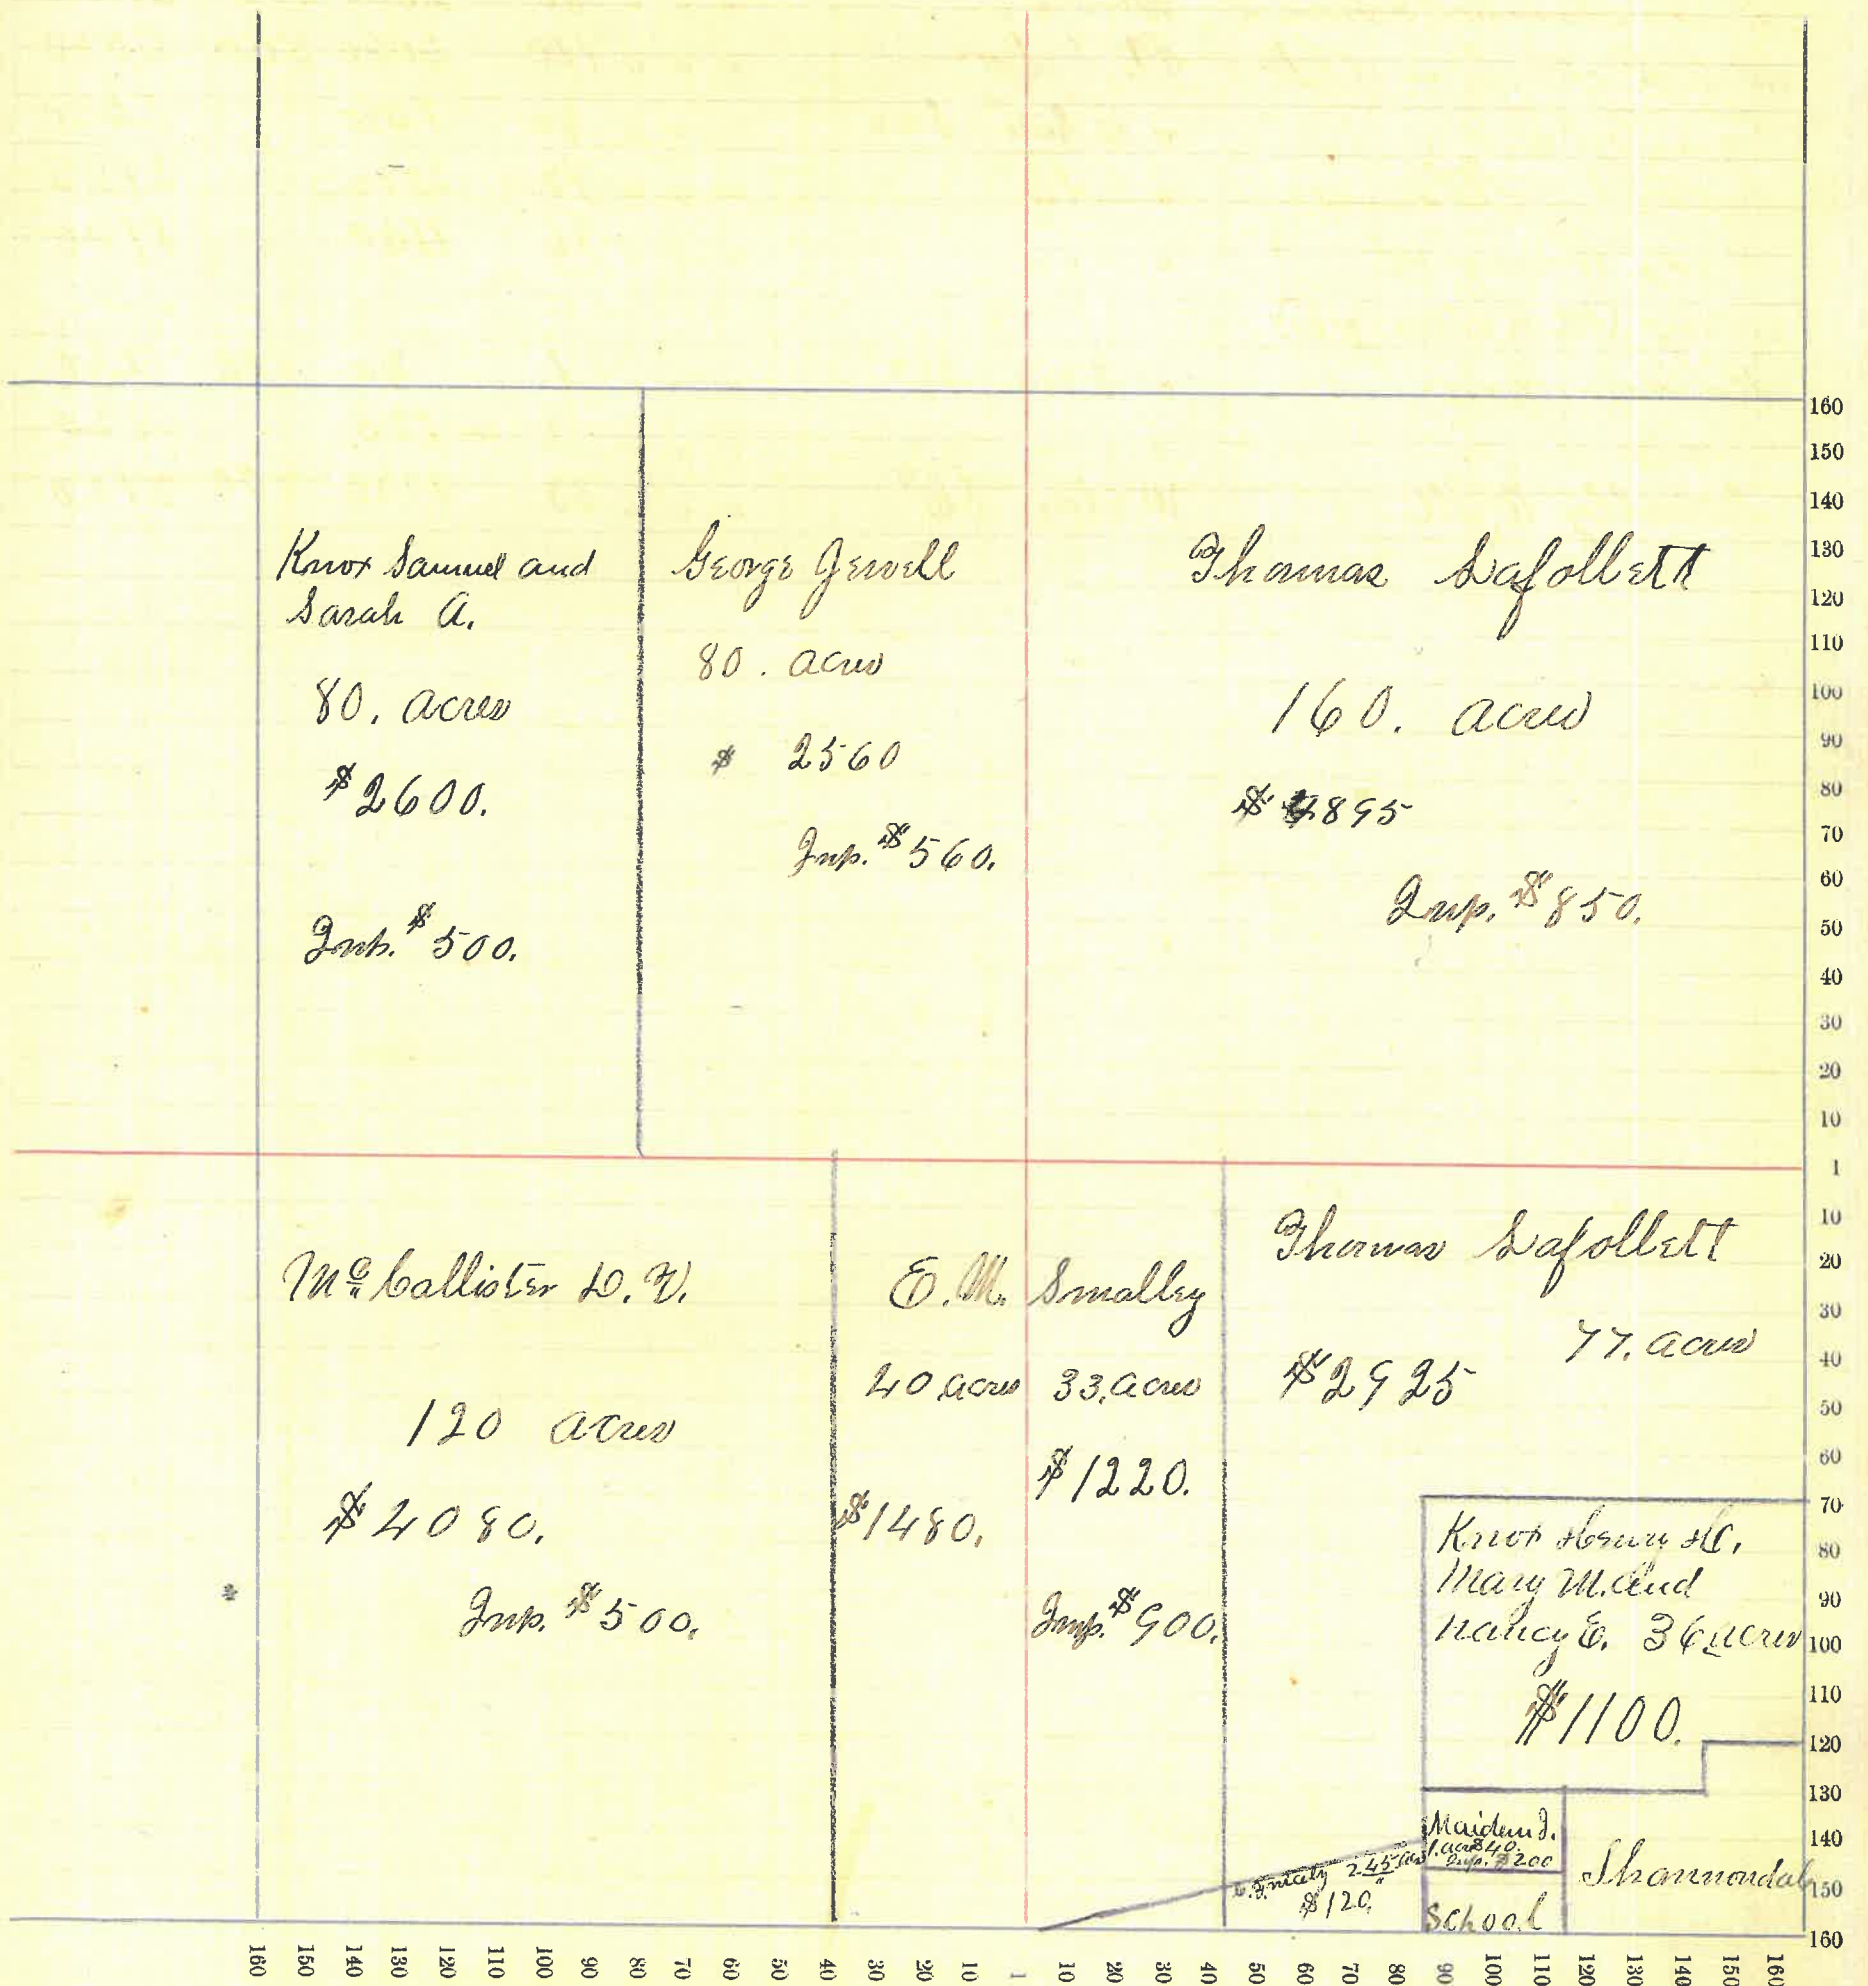 Knox Samuel and
Sarah A.
80. acres
$2600.
Imp. $500.
George Jewell
80. acres
$ 2560
Imp. $560.
Thomas Lafollett
160. acres
$ 4895
Imp. $850.
McCallister D. V.
120 acres
$4080.
Imp. $500.
E. M. Smalley
40 acres 33. acres
$1220.
$1480.
Imp. $900.
Thomas Lafollett
77. acres
$2925
Knox Henry H.
Mary M. and
Nancy E. 36 acres
$1100.
Maiden J.
1. acre $40.
Imp. $200
2.45 acs
$120.
School
Shannondale
160
150
140
130
120
110
100
90
80
70
60
50
40
30
20
10
1
10
20
30
40
50
60
70
80
90
100
110
120
130
140
150
160
160 150 140 130 120 110 100 90 80 70 60 50 40 30 20 10 1 10 20 30 40 50 60 70 80 90 100 110 120 130 140 150 160